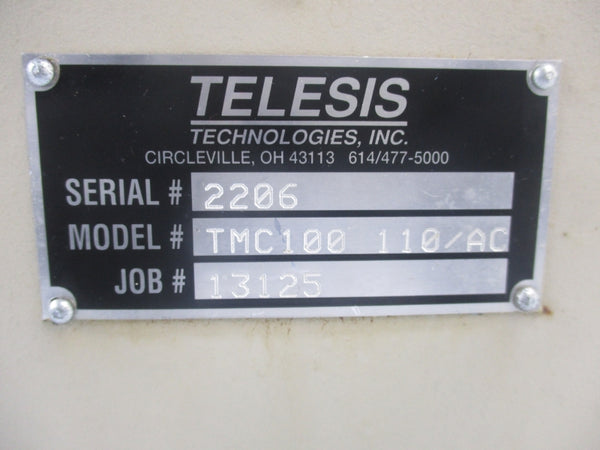 TELESIS
TECHNOLOGIES, INC.
CIRCLEVILLE, OH 43113 614/477-5000
SERIAL # 2206
MODEL # TMC100 110/AC
JOB # 13125